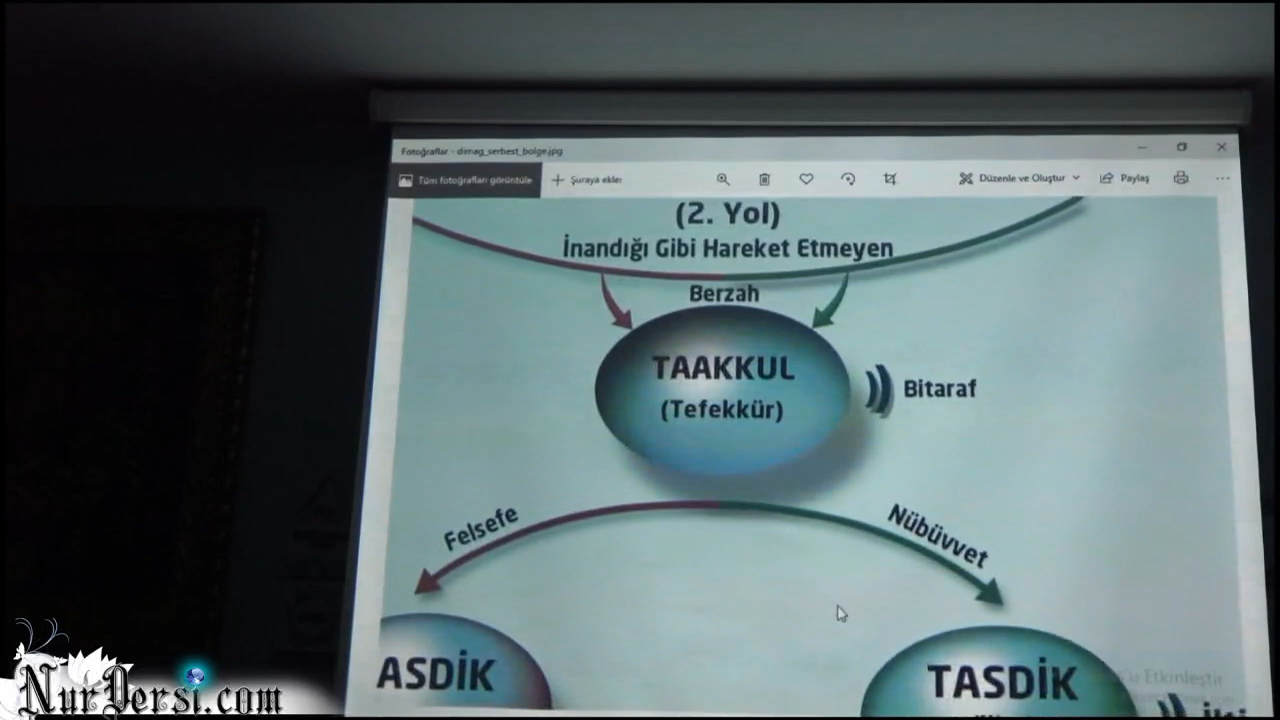 Fotoğraflar - dimag_serbest_bolge.jpg
Tüm fotoğrafları görüntüle
Şuraya ekle:
Düzenle ve Oluştur
Paylaş
(2. Yol)
İnandığı Gibi Hareket Etmeyen
Berzah
TAAKKUL
(Tefekkür)
Bitaraf
Felsefe
Nübüvvet
ASDİK
TASDİK
Etkinleştir
NurDersi.com